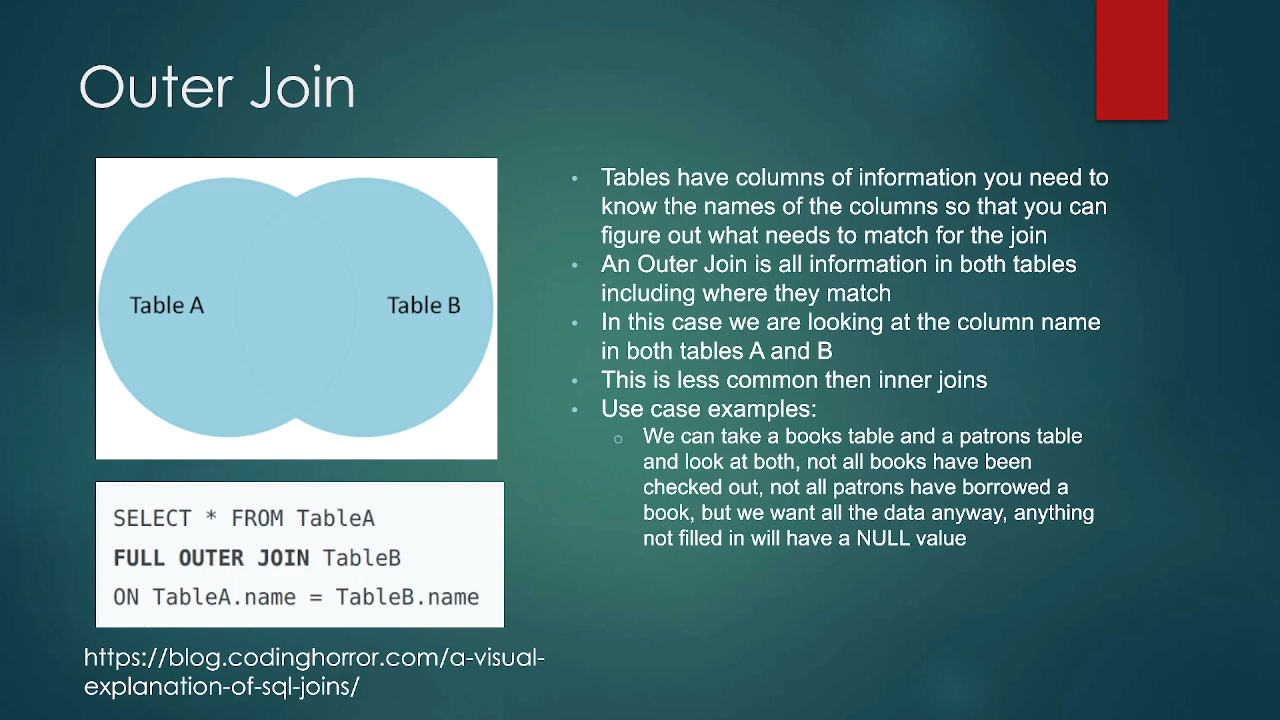 Outer Join
Table A
Table B
SELECT * FROM TableA
FULL OUTER JOIN TableB
ON TableA.name = TableB.name
https://blog.codinghorror.com/a-visual-
explanation-of-sql-joins/
• Tables have columns of information you need to
know the names of the columns so that you can
figure out what needs to match for the join
• An Outer Join is all information in both tables
including where they match
• In this case we are looking at the column name
in both tables A and B
• This is less common then inner joins
• Use case examples:
o We can take a books table and a patrons table
and look at both, not all books have been
checked out, not all patrons have borrowed a
book, but we want all the data anyway, anything
not filled in will have a NULL value